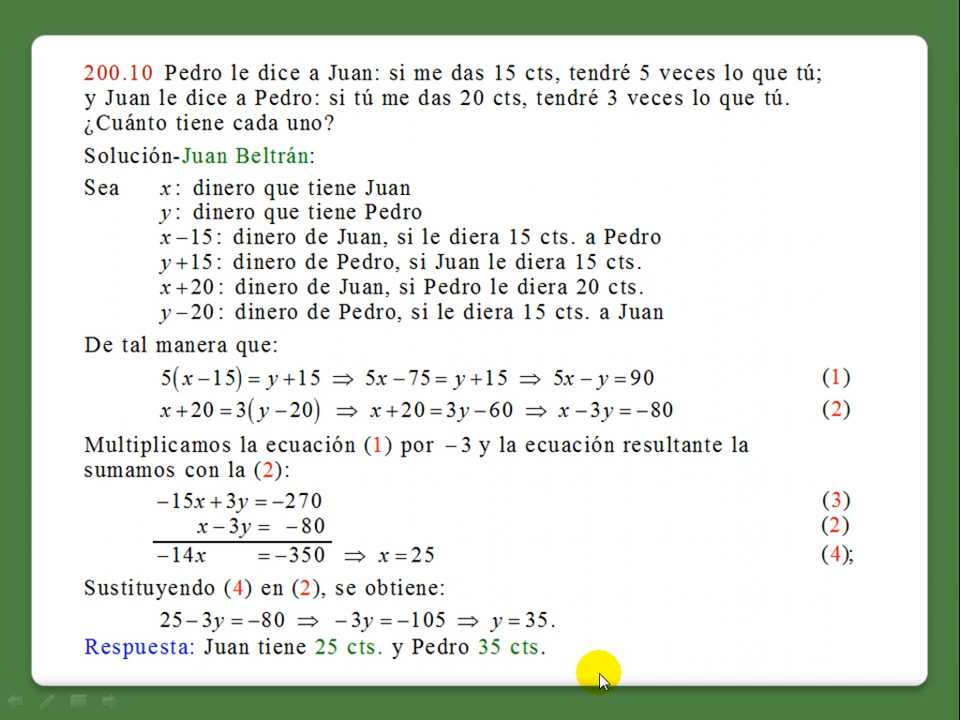 200.10 Pedro le dice a Juan: si me das 15 cts, tendré 5 veces lo que tú;
y Juan le dice a Pedro: si tú me das 20 cts, tendré 3 veces lo que tú.
¿Cuánto tiene cada uno?
Solución-Juan Beltrán:
Sea x: dinero que tiene Juan
y: dinero que tiene Pedro
x−15: dinero de Juan, si le diera 15 cts. a Pedro
y+15: dinero de Pedro, si Juan le diera 15 cts.
x+20: dinero de Juan, si Pedro le diera 20 cts.
y−20: dinero de Pedro, si le diera 15 cts. a Juan
De tal manera que:
5(x−15)=y+15 ⇒ 5x−75=y+15 ⇒ 5x−y=90 (1)
x+20=3(y−20) ⇒ x+20=3y−60 ⇒ x−3y=−80 (2)
Multiplicamos la ecuación (1) por −3 y la ecuación resultante la
sumamos con la (2):
−15x+3y=−270 (3)
x−3y= −80 (2)
−14x =−350 ⇒ x=25 (4);
Sustituyendo (4) en (2), se obtiene:
25−3y=−80 ⇒ −3y=−105 ⇒ y=35.
Respuesta: Juan tiene 25 cts. y Pedro 35 cts.